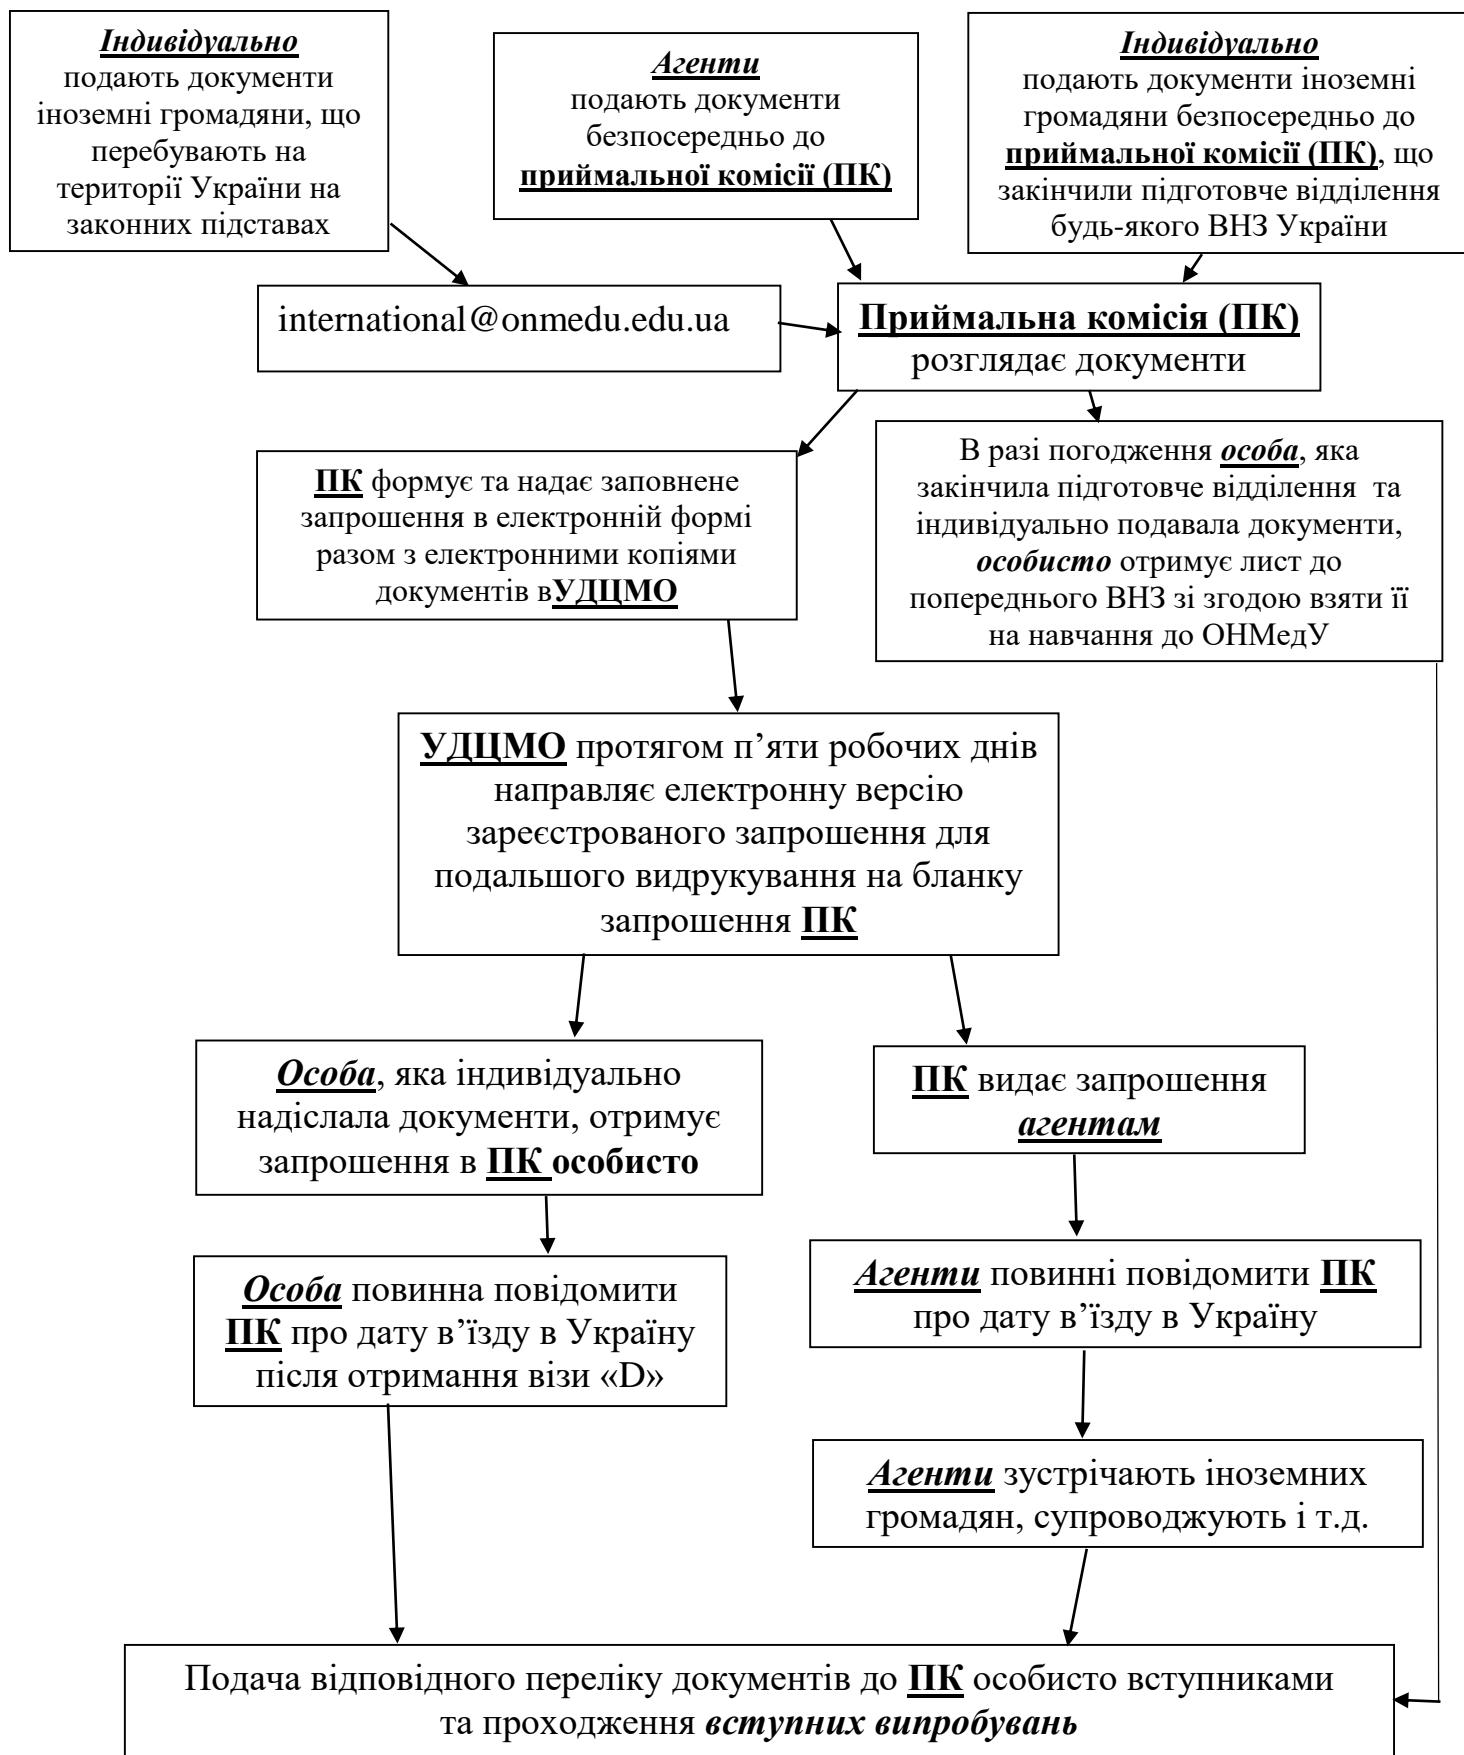 Індивідуально
подають документи
іноземні громадяни, що
перебувають на
території України на
законних підставах
Агенти
подають документи
безпосередньо до
приймальної комісії (ПК)
Індивідуально
подають документи іноземні
громадяни безпосередньо до
приймальної комісії (ПК), що
закінчили підготовче відділення
будь-якого ВНЗ України
international@onmedu.edu.ua
Приймальна комісія (ПК)
розглядає документи
ПК формує та надає заповнене
запрошення в електронній формі
разом з електронними копіями
документів вУДЦМО
В разі погодження особа, яка
закінчила підготовче відділення та
індивідуально подавала документи,
особисто отримує лист до
попереднього ВНЗ зі згодою взяти її
на навчання до ОНМедУ
УДЦМО протягом п’яти робочих днів
направляє електронну версію
зареєстрованого запрошення для
подальшого видрукування на бланку
запрошення ПК
Особа, яка індивідуально
надіслала документи, отримує
запрошення в ПК особисто
ПК видає запрошення
агентам
Особа повинна повідомити
ПК про дату в’їзду в Україну
після отримання візи «D»
Агенти повинні повідомити ПК
про дату в’їзду в Україну
Агенти зустрічають іноземних
громадян, супроводжують і т.д.
Подача відповідного переліку документів до ПК особисто вступниками
та проходження вступних випробувань